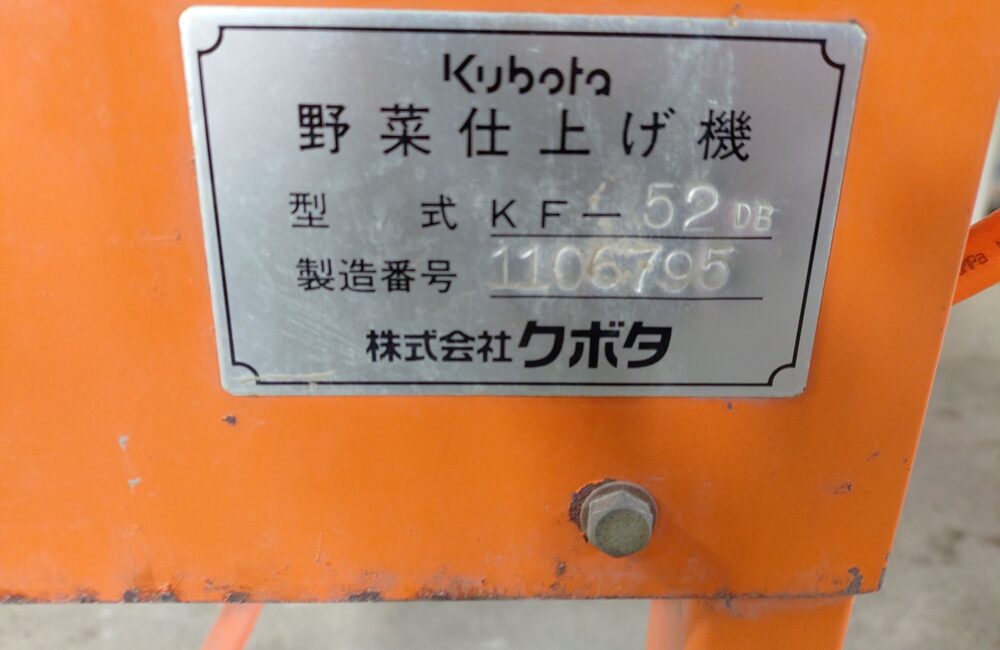 Kubota
野菜仕上げ機
型 式 KF-52DB
製造番号 1106795
株式会社クボタ
MPa